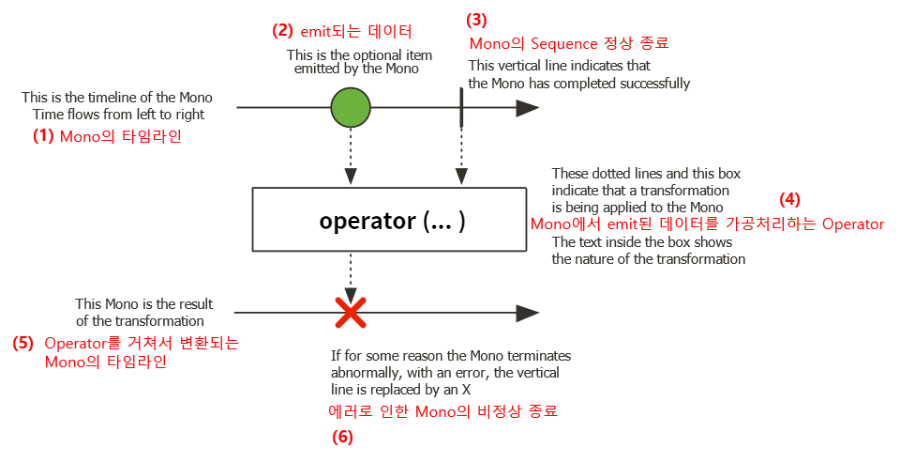 (2) emit되는 데이터
This is the optional item
emitted by the Mono
(3)
Mono의 Sequence 정상 종료
This vertical line indicates that
the Mono has completed successfully
This is the timeline of the Mono
Time flows from left to right
(1) Mono의 타임라인
operator (... )
These dotted lines and this box
indicate that a transformation
is being applied to the Mono
(4)
Mono에서 emit된 데이터를 가공처리하는 Operator
The text inside the box shows
the nature of the transformation
This Mono is the result
of the transformation
(5) Operator를 거쳐서 변환되는
Mono의 타임라인
If for some reason the Mono terminates
abnormally, with an error, the vertical
line is replaced by an X
에러로 인한 Mono의 비정상 종료
(6)